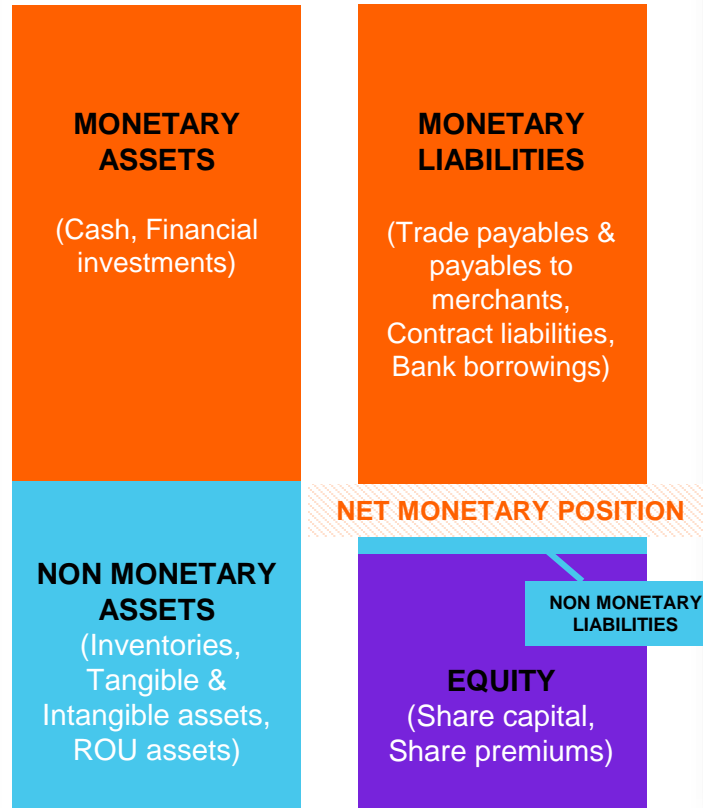 MONETARY
ASSETS
(Cash, Financial
investments)
MONETARY
LIABILITIES
(Trade payables &
payables to
merchants,
Contract liabilities,
Bank borrowings)
NET MONETARY POSITION
NON MONETARY
ASSETS
(Inventories,
Tangible &
Intangible assets,
ROU assets)
NON MONETARY
LIABILITIES
EQUITY
(Share capital,
Share premiums)